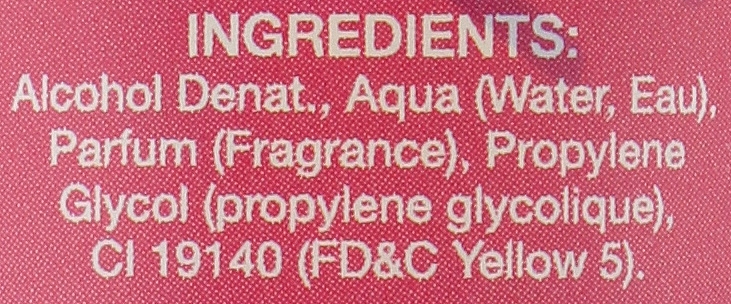 INGREDIENTS:
Alcohol Denat., Aqua (Water, Eau),
Parfum (Fragrance), Propylene
Glycol (propylene glycolique),
CI 19140 (FD&C Yellow 5).